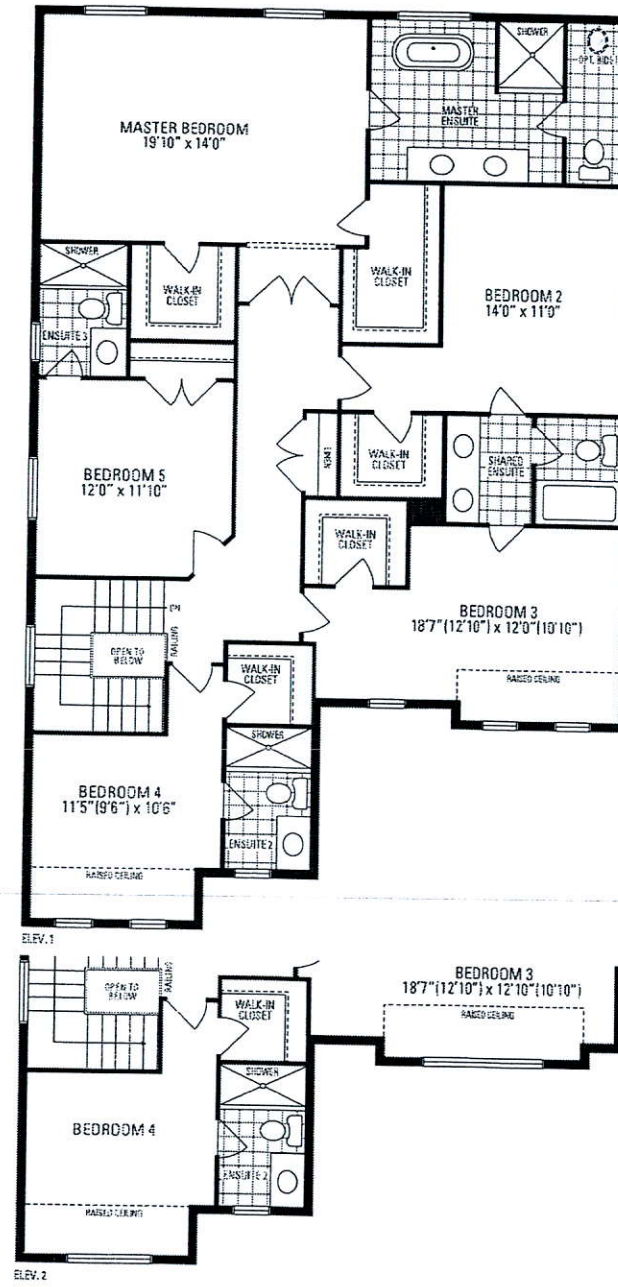 SHOWER
OPT. BIDET
MASTER BEDROOM
19'10" x 14'0"
MASTER
ENSUITE
SHOWER
WALK-IN
CLOSET
WALK-IN
CLOSET
BEDROOM 2
14'0" x 11'0"
ENSUITE 3
BEDROOM 5
12'0" x 11'10"
LINEN
WALK-IN
CLOSET
SHARED
ENSUITE
WALK-IN
CLOSET
BEDROOM 3
18'7"(12'10") x 12'0"(10'10")
RAISED CEILING
DN
RAILING
OPEN TO
BELOW
WALK-IN
CLOSET
SHOWER
BEDROOM 4
11'5"(9'6") x 10'6"
ENSUITE 2
RAISED CEILING
ELEV. 1
OPEN TO
BELOW
RAILING
WALK-IN
CLOSET
BEDROOM 3
18'7"(12'10") x 12'10"(10'10")
RAISED CEILING
SHOWER
BEDROOM 4
ENSUITE 2
RAISED CEILING
ELEV. 2